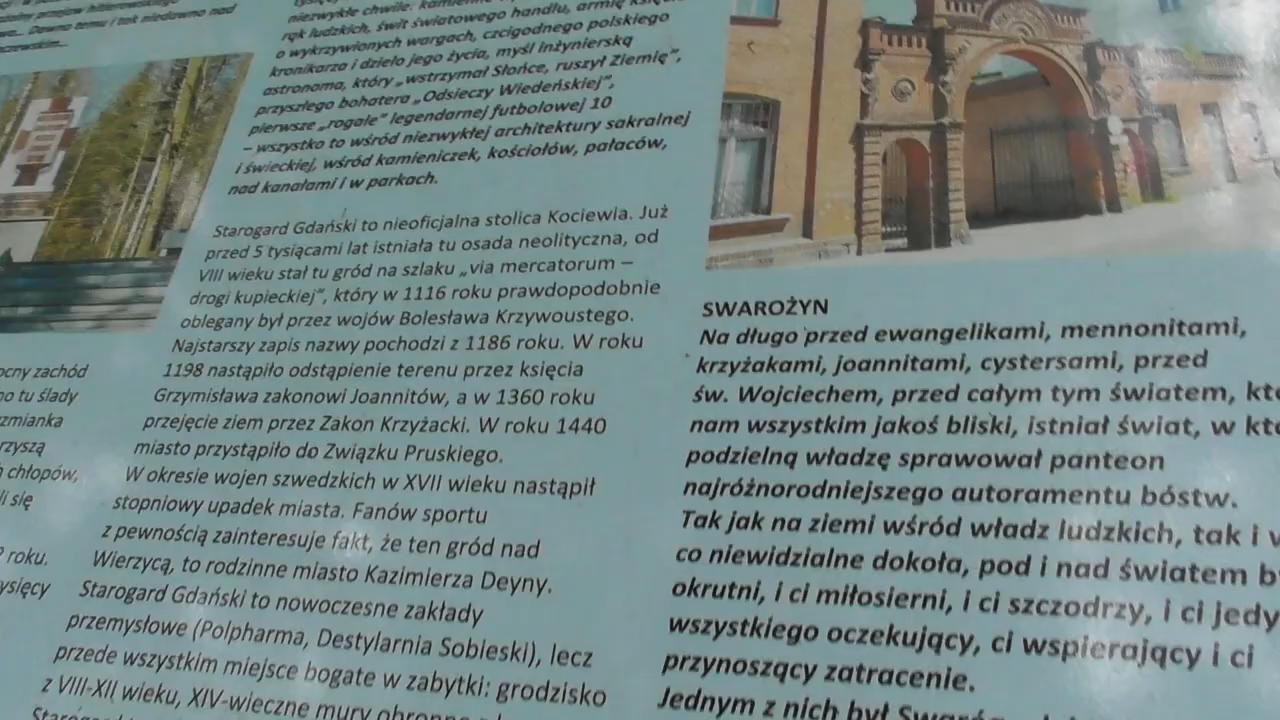 Dawno temu i tak niedawno nad
niezwykłe chwile:
rąk ludzkich, świt światowego handlu, armię
o wykrzywionych wargach, czcigodnego polskiego
kronikarza i dzieło jego życia, myśl inżynierską
astronoma, który „wstrzymał Słońce, ruszył Ziemię”,
przyszłego bohatera „Odsieczy Wiedeńskiej”,
pierwsze „rogale” legendarnej futbolowej 10
– wszystko to wśród niezwykłej architektury sakralnej
i świeckiej, wśród kamieniczek, kościołów, pałaców,
nad kanałami i w parkach.
Starogard Gdański to nieoficjalna stolica Kociewia. Już
przed 5 tysiącami lat istniała tu osada neolityczna, od
VIII wieku stał tu gród na szlaku „via mercatorum –
drogi kupieckiej”, który w 1116 roku prawdopodobnie
oblegany był przez wojów Bolesława Krzywoustego.
Najstarszy zapis nazwy pochodzi z 1186 roku. W roku
1198 nastąpiło odstąpienie terenu przez księcia
Grzymisława zakonowi Joannitów, a w 1360 roku
przejęcie ziem przez Zakon Krzyżacki. W roku 1440
miasto przystąpiło do Związku Pruskiego.
W okresie wojen szwedzkich w XVII wieku nastąpił
stopniowy upadek miasta. Fanów sportu
z pewnością zainteresuje fakt, że ten gród nad
Wierzycą, to rodzinne miasto Kazimierza Deyny.
Starogard Gdański to nowoczesne zakłady
przemysłowe (Polpharma, Destylarnia Sobieski), lecz
przede wszystkim miejsce bogate w zabytki: grodzisko
z VIII-XII wieku, XIV-wieczne mury obronne
zachód
tu ślady
chłopów,
się
roku.
SWAROŻYN
Na długo przed ewangelikami, mennonitami,
krzyżakami, joannitami, cystersami, przed
św. Wojciechem, przed całym tym światem,
nam wszystkim jakoś bliski, istniał świat, w
podzielną władzę sprawował panteon
najróżnorodniejszego autoramentu bóstw.
Tak jak na ziemi wśród władz ludzkich, tak i
co niewidzialne dokoła, pod i nad światem
okrutni, i ci miłosierni, i ci szczodrzy, i ci
wszystkiego oczekujący, ci wspierający i ci
przynoszący zatracenie.
Jednym z nich był